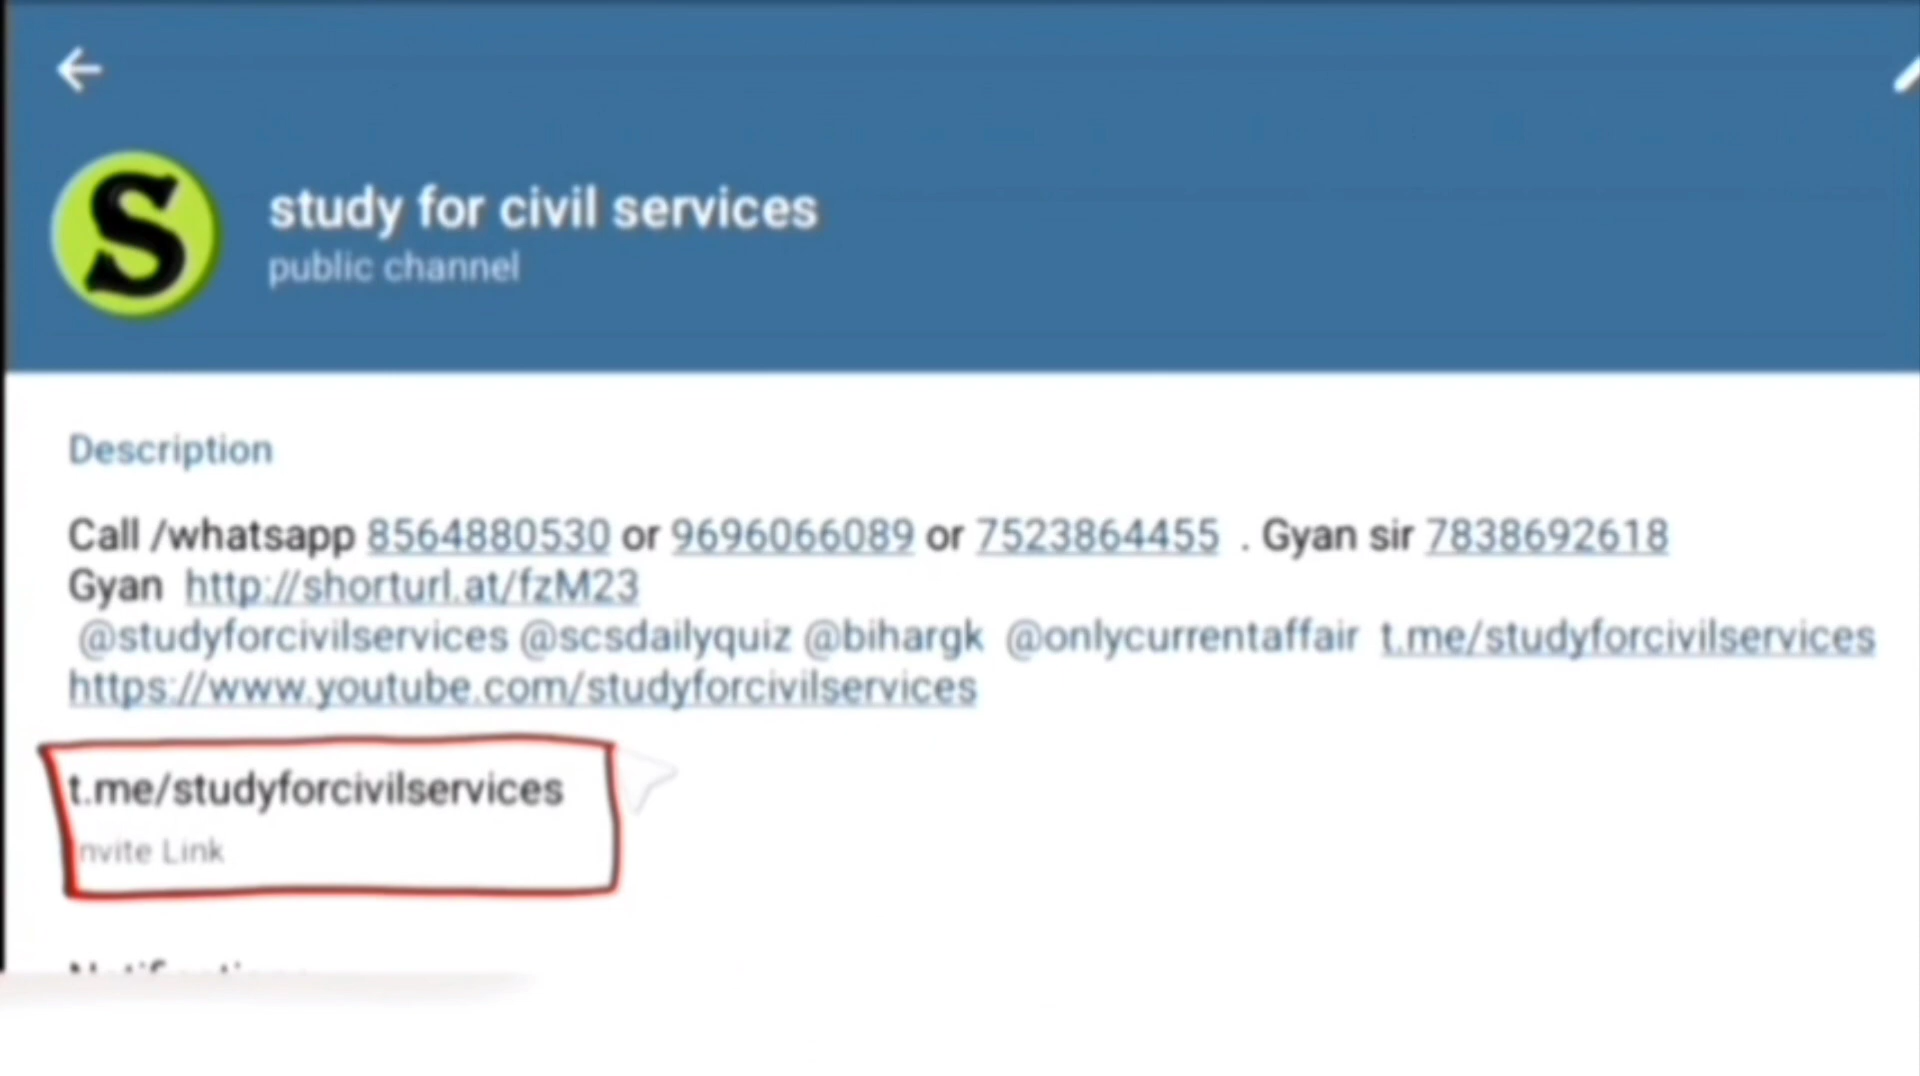 S
study for civil services
public channel
Description
Call /whatsapp 8564880530 or 9696066089 or 7523864455 . Gyan sir 7838692618
Gyan http://shorturl.at/fzM23
@studyforcivilservices @scsdailyquiz @bihargk @onlycurrentaffair t.me/studyforcivilservices
https://www.youtube.com/studyforcivilservices
t.me/studyforcivilservices
nvite Link